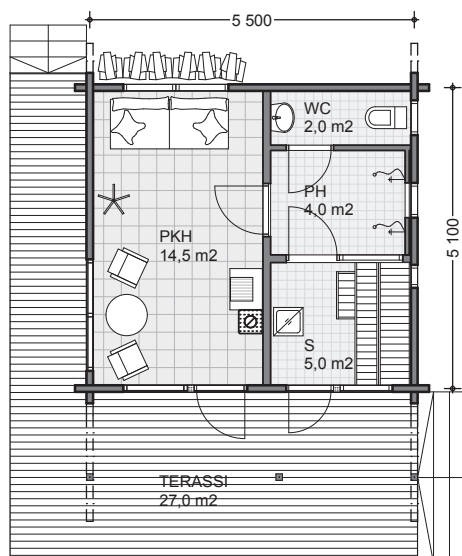 5 500
WC
2,0 m2
PH
4,0 m2
PKH
14,5 m2
5 100
S
5,0 m2
TERASSI
27,0 m2